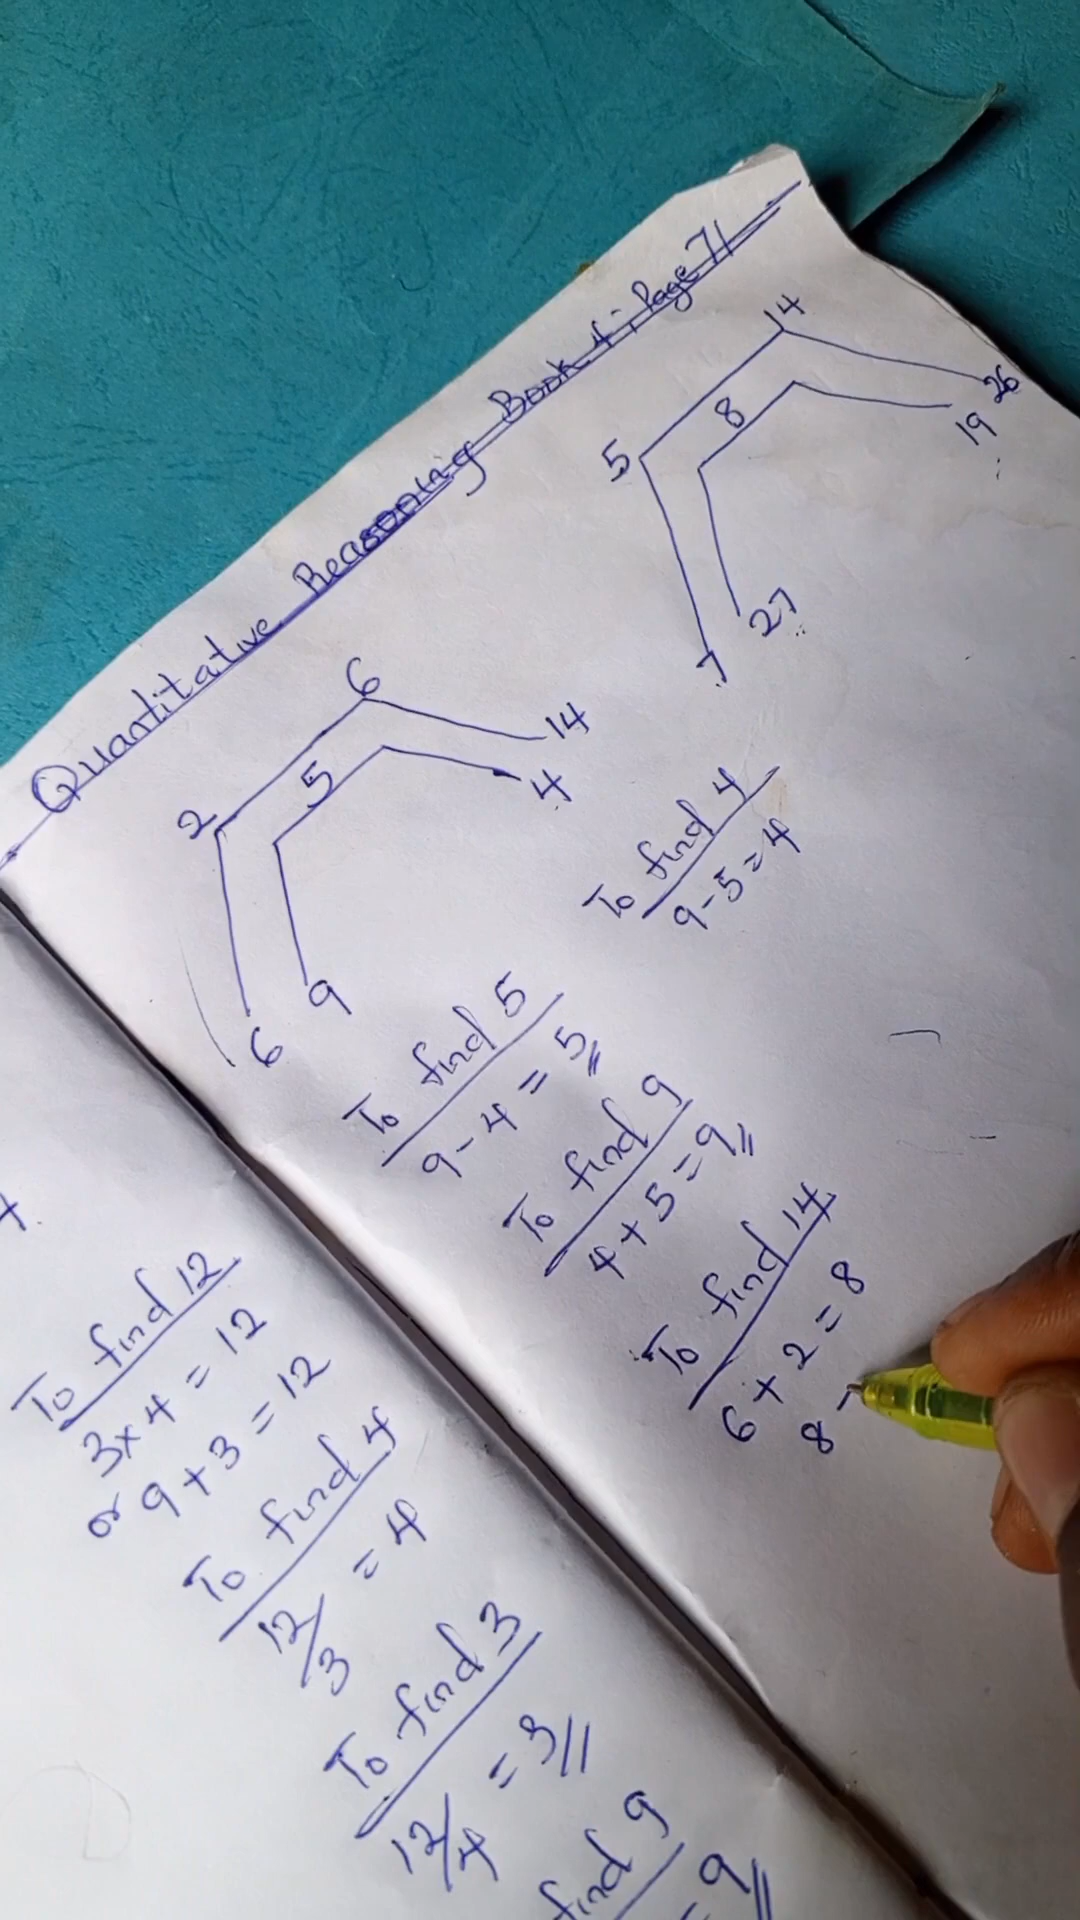 Quantitative Reasoning Book 4; Page 71
6
2
5
14
4
9
6
14
5
8
26
19
27
7
To find 5
9 - 4 = 5
To find 4
9 - 5 = 4
To find 9
4 + 5 = 9
To find 14
6 + 2 = 8
8 -
To find 12
3 x 4 = 12
or 9 + 3 = 12
To find 4
12/3 = 4
To find 3
12/4 = 3
find 9
= 9